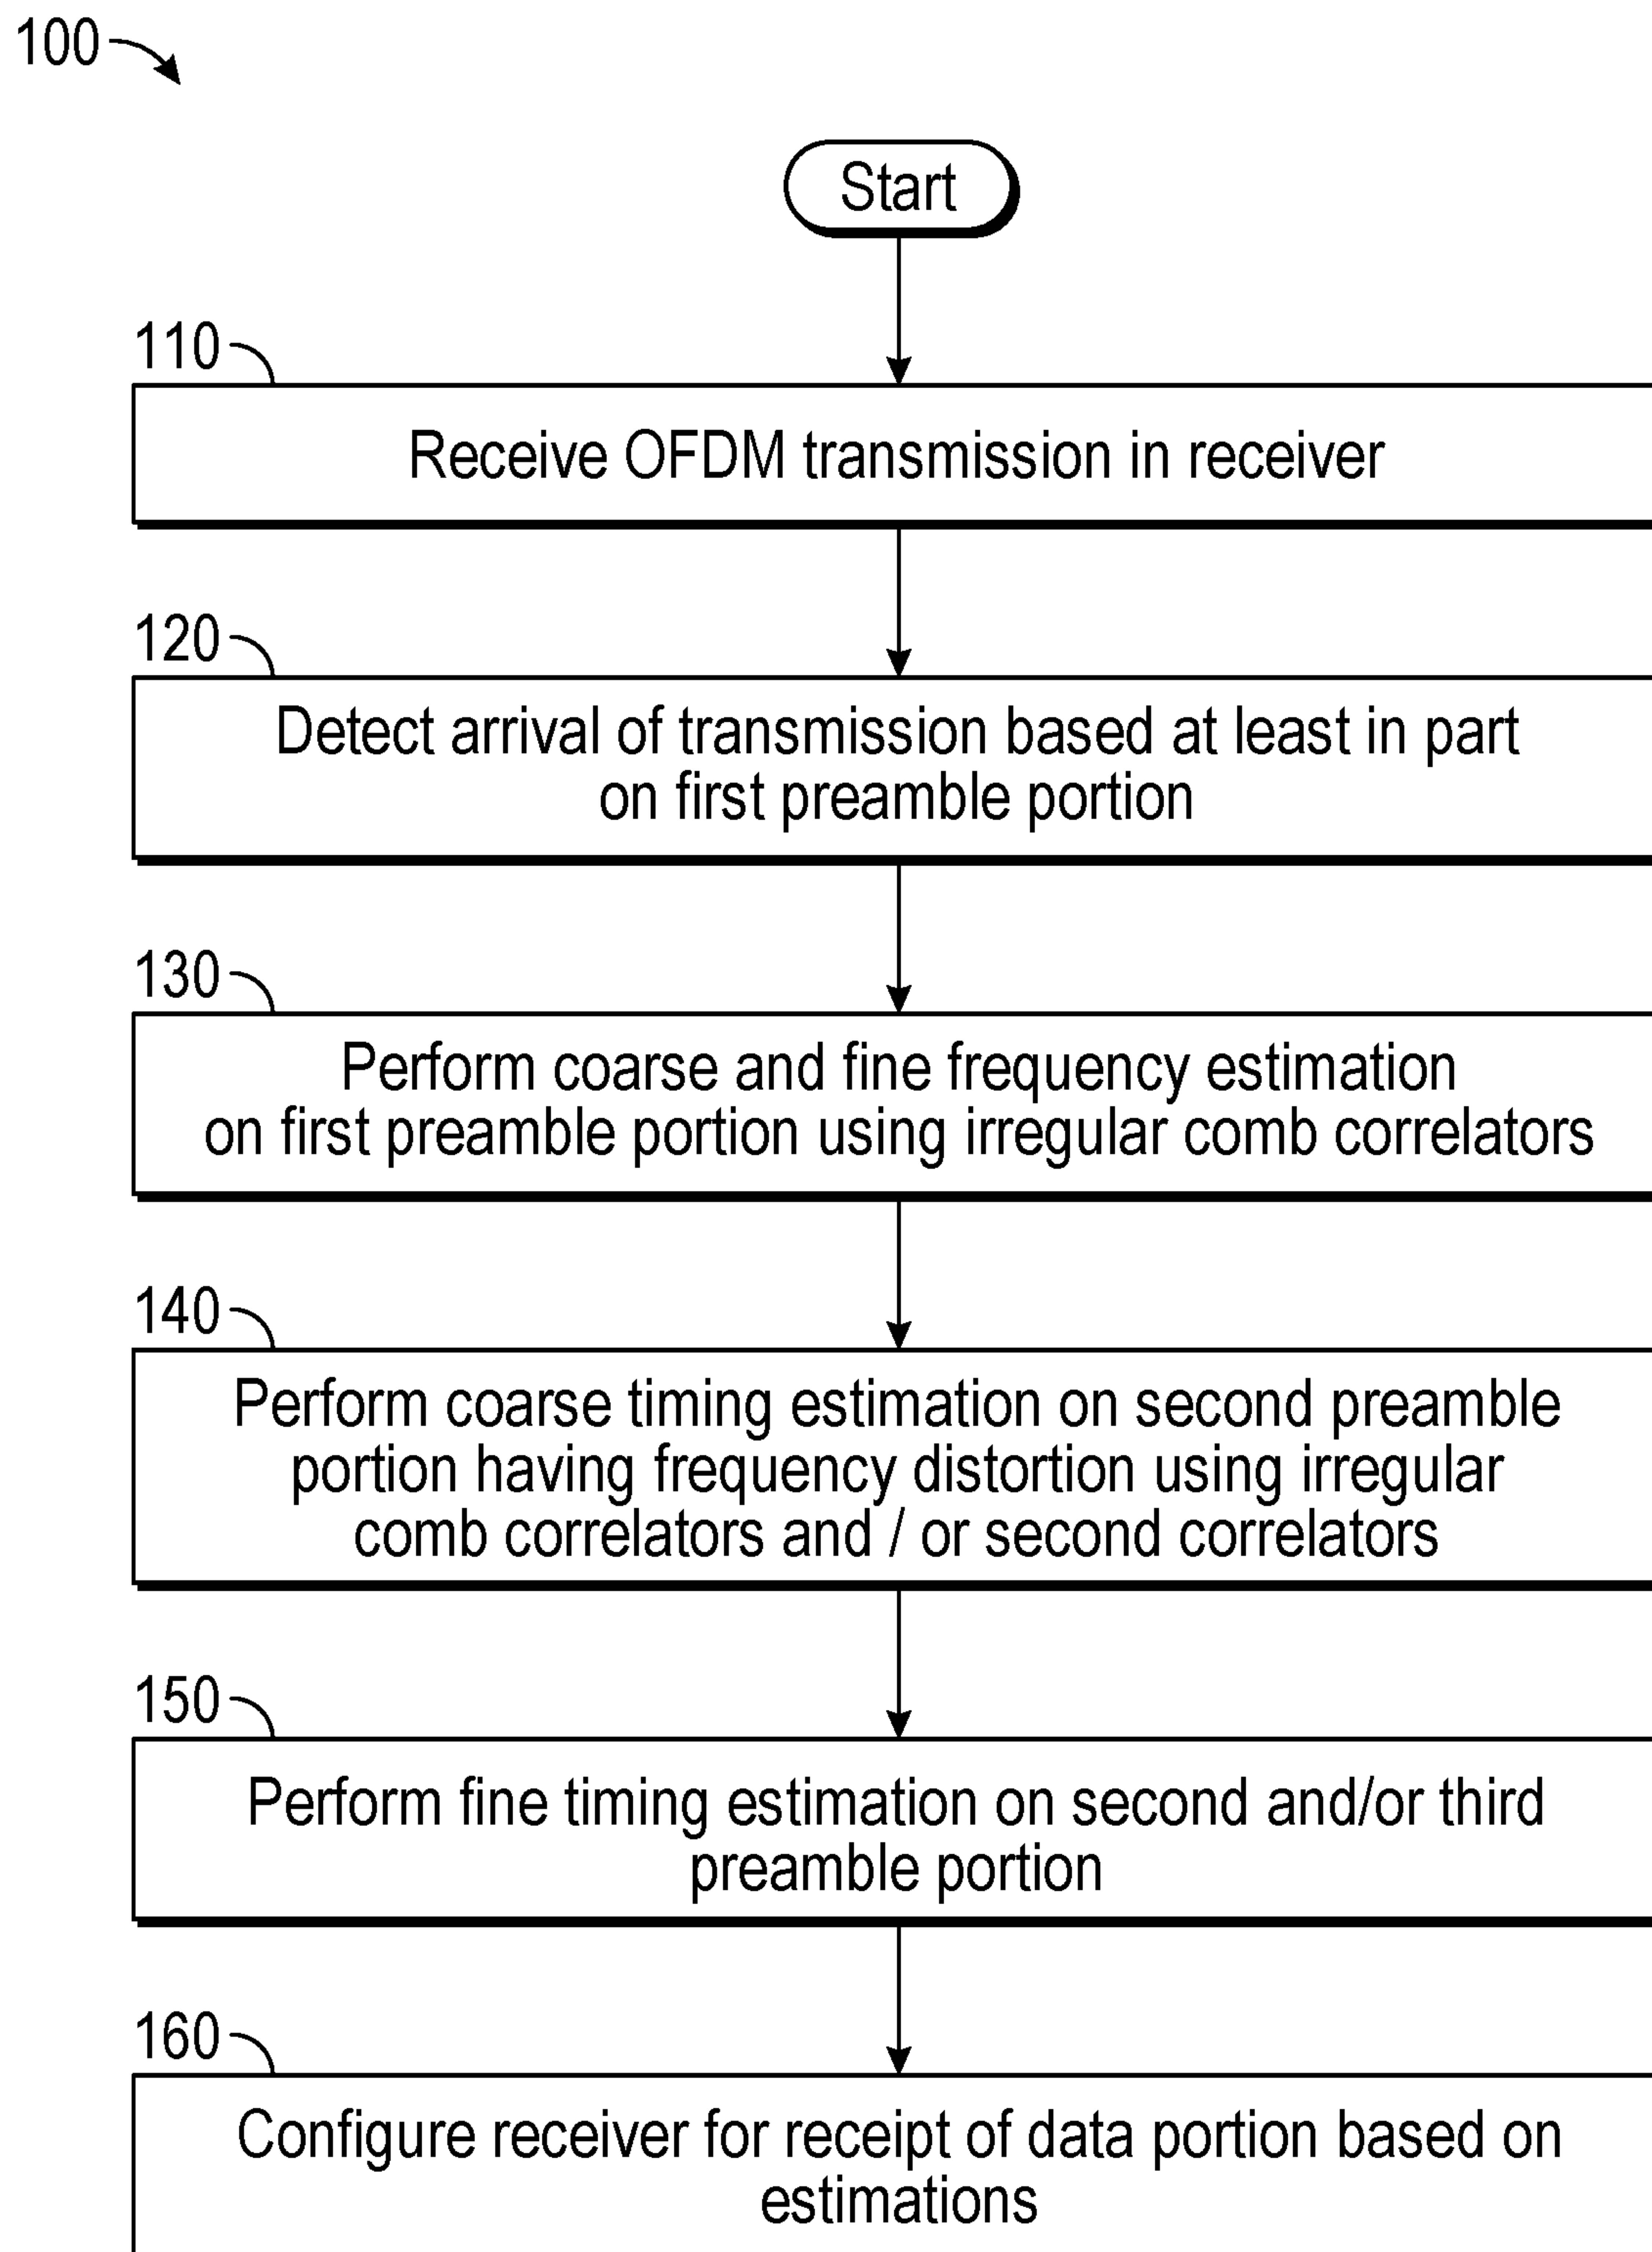 100
Start
110
Receive OFDM transmission in receiver
120
Detect arrival of transmission based at least in part
on first preamble portion
130
Perform coarse and fine frequency estimation
on first preamble portion using irregular comb correlators
140
Perform coarse timing estimation on second preamble
portion having frequency distortion using irregular
comb correlators and / or second correlators
150
Perform fine timing estimation on second and/or third
preamble portion
160
Configure receiver for receipt of data portion based on
estimations